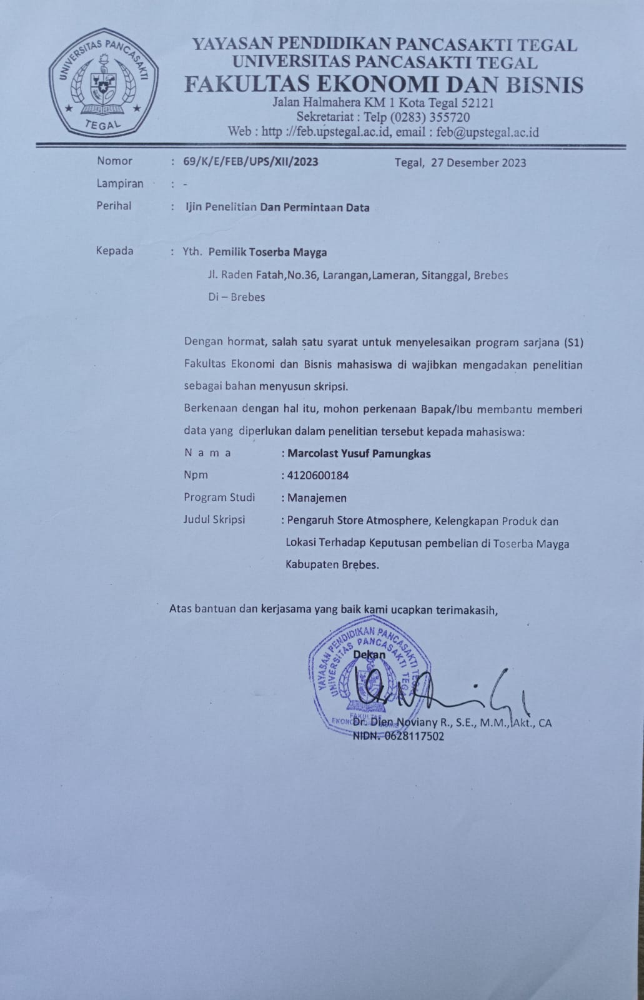 UNIVERSITAS PANCASAKTI
TEGAL
YAYASAN PENDIDIKAN PANCASAKTI TEGAL
UNIVERSITAS PANCASAKTI TEGAL
FAKULTAS EKONOMI DAN BISNIS
Jalan Halmahera KM 1 Kota Tegal 52121
Sekretariat : Telp (0283) 355720
Web : http ://feb.upstegal.ac.id, email : feb@upstegal.ac.id
Nomor : 69/K/E/FEB/UPS/XII/2023 Tegal, 27 Desember 2023
Lampiran : -
Perihal : Ijin Penelitian Dan Permintaan Data
Kepada : Yth. Pemilik Toserba Mayga
Jl. Raden Fatah,No.36, Larangan,Lameran, Sitanggal, Brebes
Di – Brebes
Dengan hormat, salah satu syarat untuk menyelesaikan program sarjana (S1)
Fakultas Ekonomi dan Bisnis mahasiswa di wajibkan mengadakan penelitian
sebagai bahan menyusun skripsi.
Berkenaan dengan hal itu, mohon perkenaan Bapak/Ibu membantu memberi
data yang diperlukan dalam penelitian tersebut kepada mahasiswa:
N a m a : Marcolast Yusuf Pamungkas
Npm : 4120600184
Program Studi : Manajemen
Judul Skripsi : Pengaruh Store Atmosphere, Kelengkapan Produk dan
Lokasi Terhadap Keputusan pembelian di Toserba Mayga
Kabupaten Brebes.
Atas bantuan dan kerjasama yang baik kami ucapkan terimakasih,
YAYASAN PENDIDIKAN PANCASAKTI TEGAL
UNIVERSITAS PANCASAKTI TEGAL
Dekan
FAKULTAS
Dr. Dien Noviany R., S.E., M.M., Akt., CA
NIDN. 0628117502